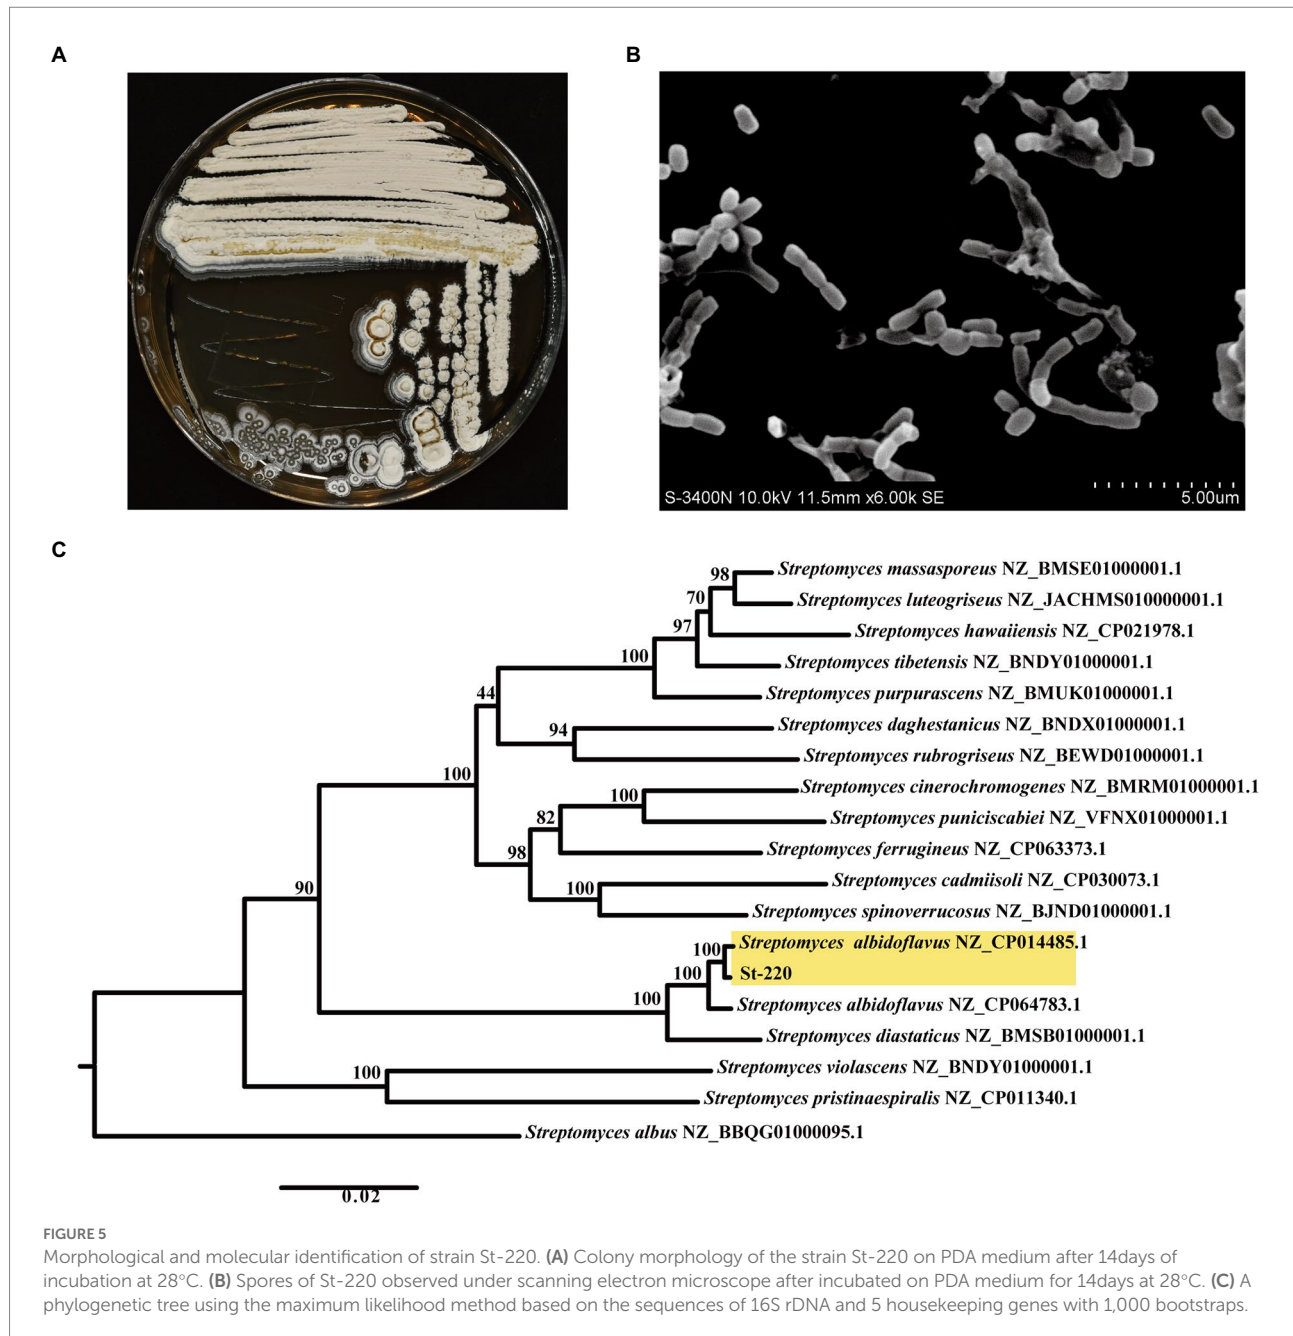 A
B
S-3400N 10.0kV 11.5mm x6.00k SE
5.00um
C
Streptomyces massasporeus NZ_BMSE01000001.1
98
Streptomyces luteogriseus NZ_JACHMS010000001.1
70
Streptomyces hawaiiensis NZ_CP021978.1
97
Streptomyces tibetensis NZ_BNDY01000001.1
100
Streptomyces purpurascens NZ_BMUK01000001.1
44
Streptomyces daghestanicus NZ_BNDX01000001.1
94
Streptomyces rubrogriseus NZ_BEWD01000001.1
100
Streptomyces cinerochromogenes NZ_BMRM01000001.1
100
Streptomyces puniciscabiei NZ_VFNX01000001.1
82
Streptomyces ferrugineus NZ_CP063373.1
98
Streptomyces cadmiisoli NZ_CP030073.1
100
90
Streptomyces spinoverrucosus NZ_BJND01000001.1
Streptomyces albidoflavus NZ_CP014485.1
100
St-220
100
Streptomyces albidoflavus NZ_CP064783.1
100
Streptomyces diastaticus NZ_BMSB01000001.1
Streptomyces violascens NZ_BNDY01000001.1
100
Streptomyces pristinaespiralis NZ_CP011340.1
Streptomyces albus NZ_BBQG01000095.1
0.02
FIGURE 5
Morphological and molecular identification of strain St-220. (A) Colony morphology of the strain St-220 on PDA medium after 14days of
incubation at 28°C. (B) Spores of St-220 observed under scanning electron microscope after incubated on PDA medium for 14days at 28°C. (C) A
phylogenetic tree using the maximum likelihood method based on the sequences of 16S rDNA and 5 housekeeping genes with 1,000 bootstraps.